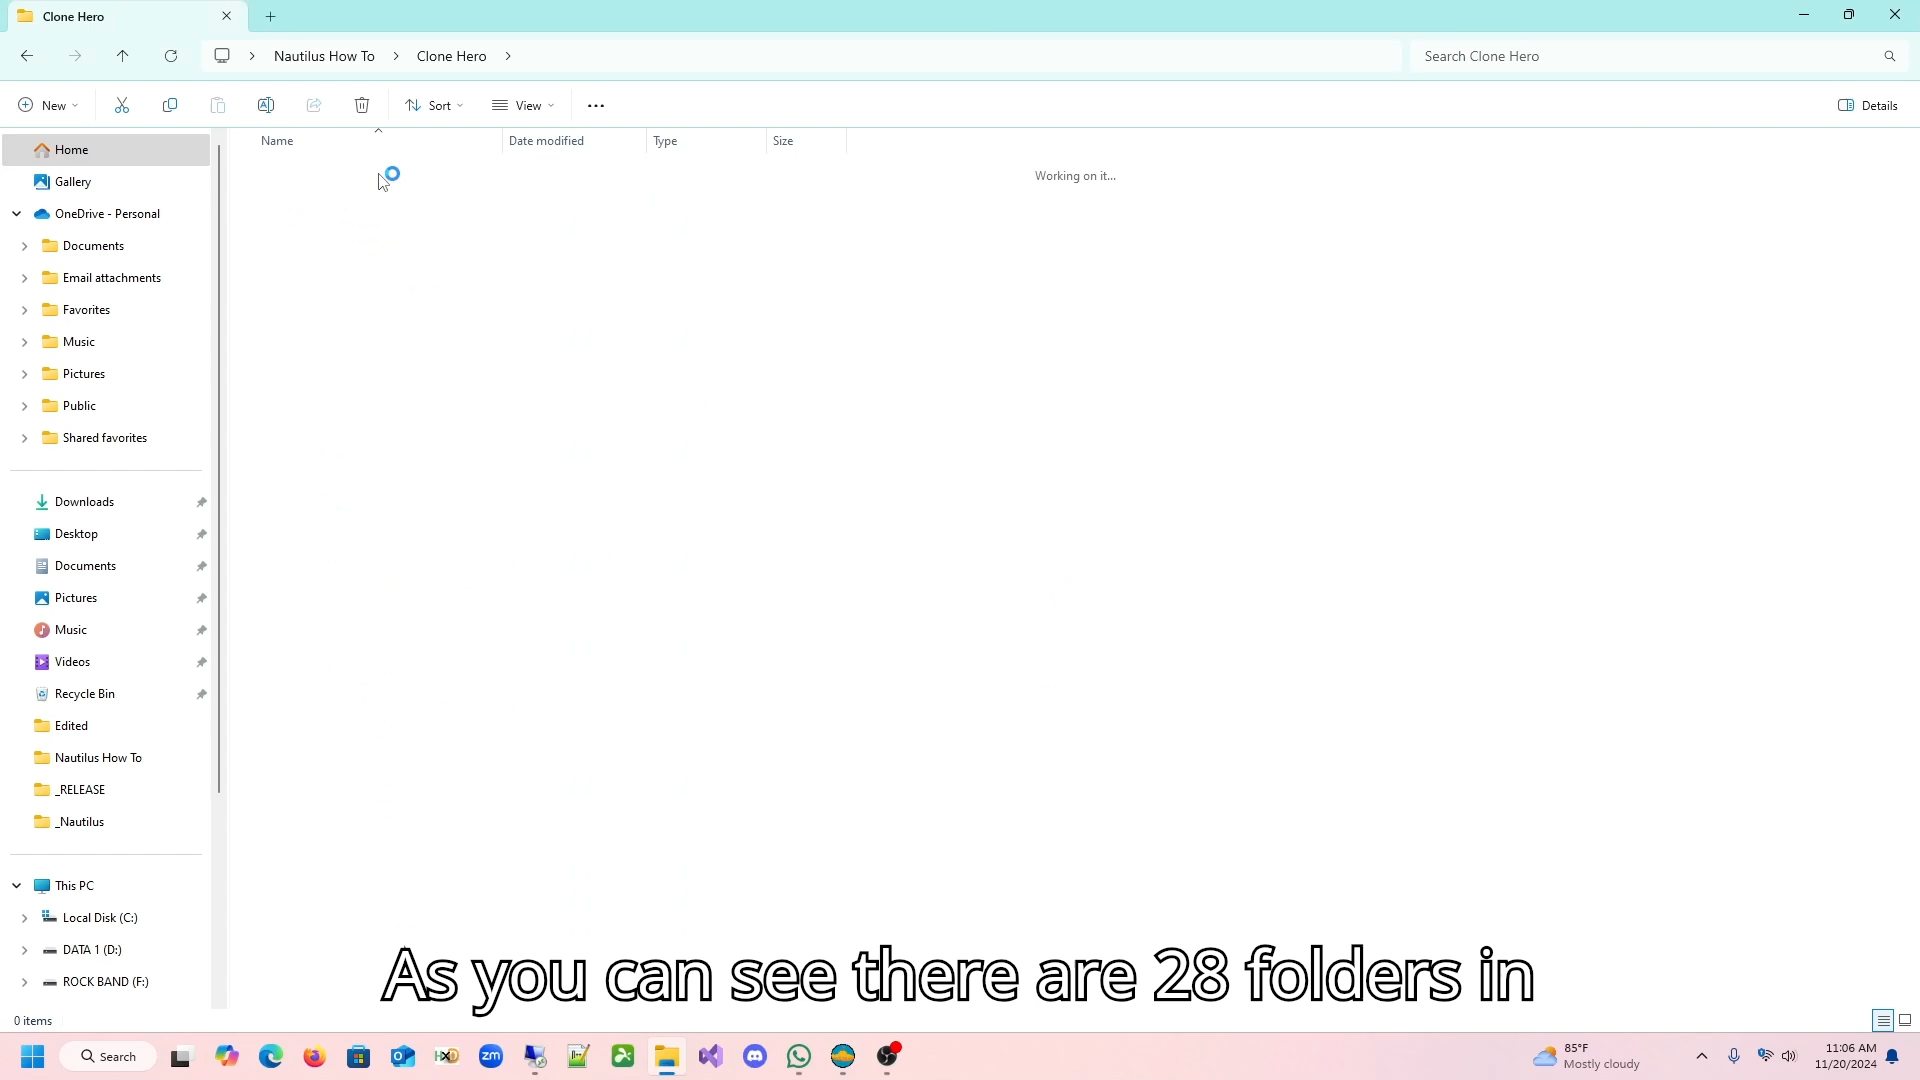 Clone Hero
Nautilus How To
Clone Hero
Search Clone Hero
New
Sort
View
Details
Name
Date modified
Type
Size
Working on it...
Home
Gallery
OneDrive - Personal
Documents
Email attachments
Favorites
Music
Pictures
Public
Shared favorites
Downloads
Desktop
Documents
Pictures
Music
Videos
Recycle Bin
Edited
Nautilus How To
_RELEASE
_Nautilus
This PC
Local Disk (C:)
DATA 1 (D:)
ROCK BAND (F:)
As you can see there are 28 folders in
0 items
Search
zm
85°F
Mostly cloudy
11:06 AM
11/20/2024